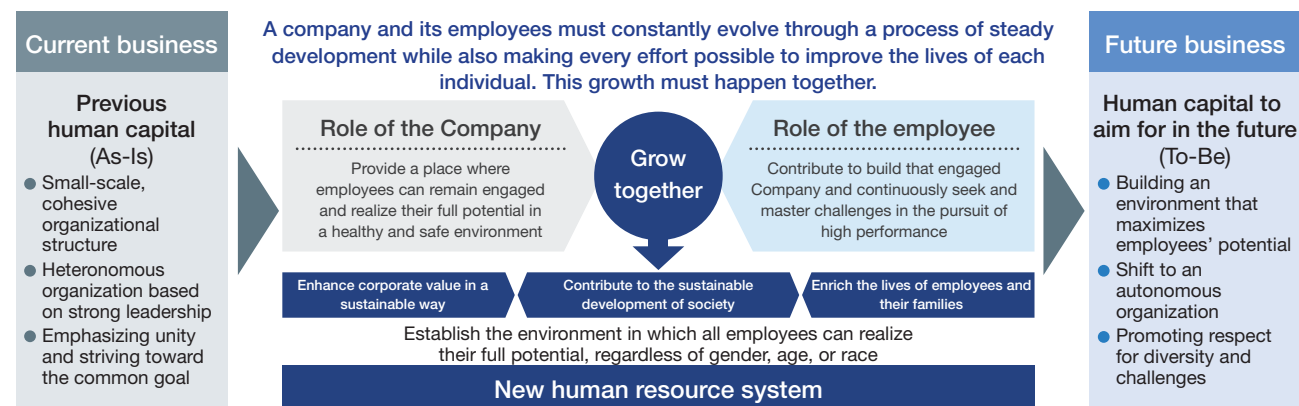 Current business
Previous
human capital
(As-Is)
● Small-scale,
cohesive
organizational
structure
● Heteronomous
organization based
on strong leadership
● Emphasizing unity
and striving toward
the common goal
A company and its employees must constantly evolve through a process of steady
development while also making every effort possible to improve the lives of each
individual. This growth must happen together.
Role of the Company
Provide a place where
employees can remain engaged
and realize their full potential in
a healthy and safe environment
Grow
together
Role of the employee
Contribute to build that engaged
Company and continuously seek and
master challenges in the pursuit of
high performance
Enhance corporate value in a
sustainable way
Contribute to the sustainable
development of society
Enrich the lives of employees and
their families
Establish the environment in which all employees can realize
their full potential, regardless of gender, age, or race
New human resource system
Future business
Human capital to
aim for in the future
(To-Be)
● Building an
environment that
maximizes
employees’ potential
● Shift to an
autonomous
organization
● Promoting respect
for diversity and
challenges